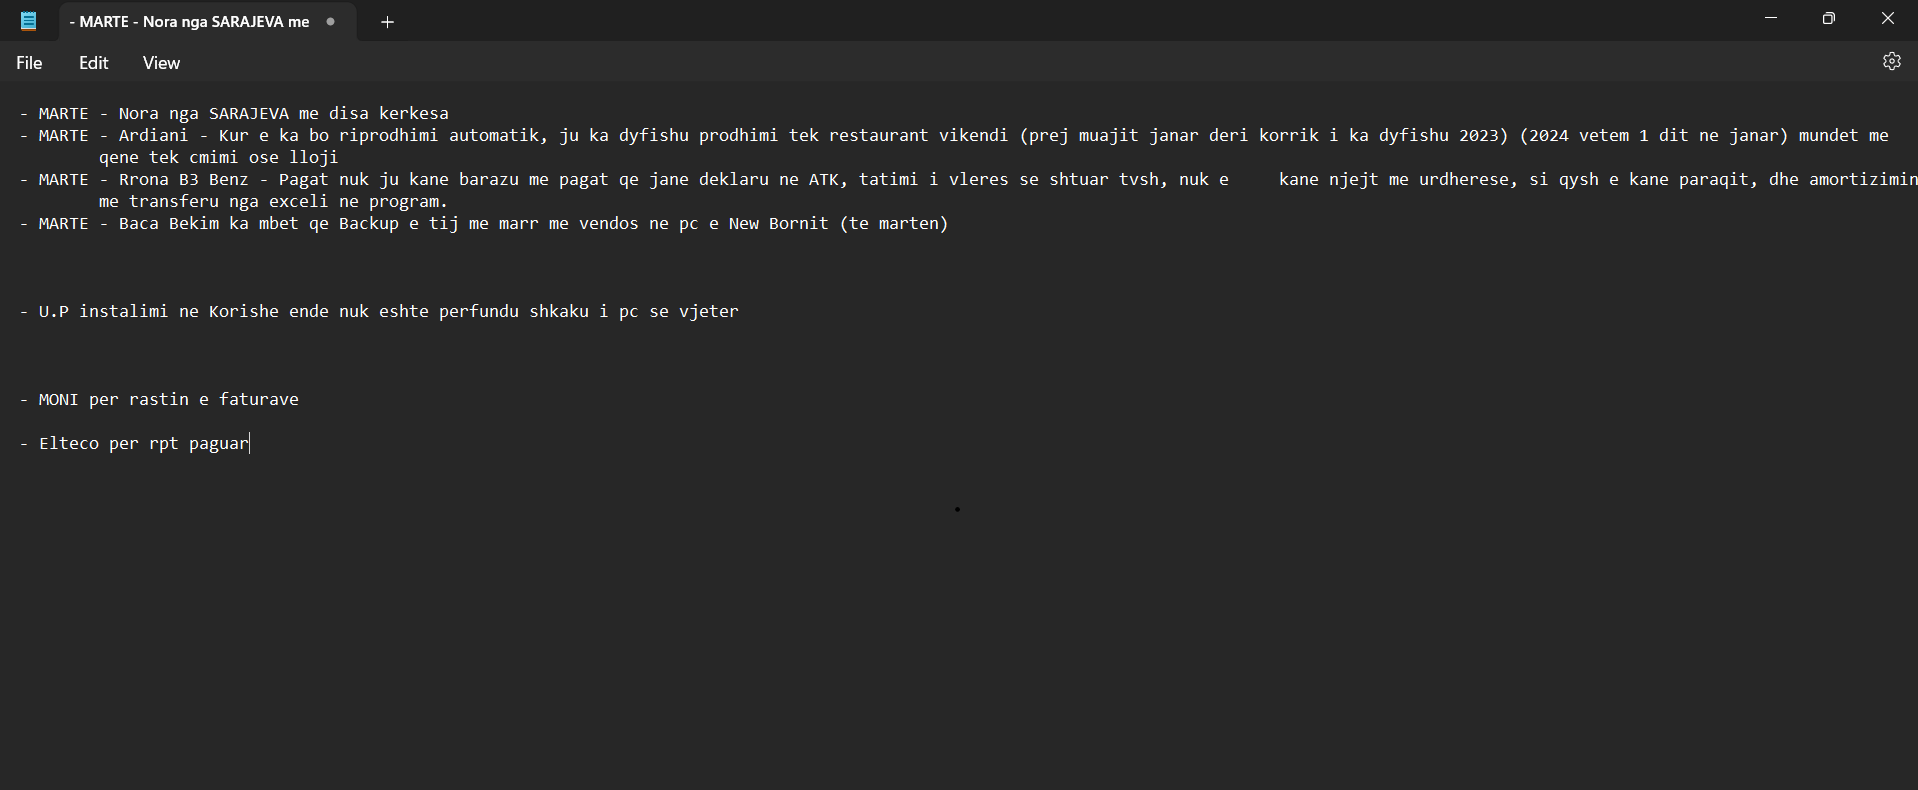 - MARTE - Nora nga SARAJEVA me
File Edit View
- MARTE - Nora nga SARAJEVA me disa kerkesa
- MARTE - Ardiani - Kur e ka bo riprodhimi automatik, ju ka dyfishu prodhimi tek restaurant vikendi (prej muajit janar deri korrik i ka dyfishu 2023) (2024 vetem 1 dit ne janar) mundet me
qene tek cmimi ose lloji
- MARTE - Rrona B3 Benz - Pagat nuk ju kane barazu me pagat qe jane deklaru ne ATK, tatimi i vleres se shtuar tvsh, nuk e     kane njejt me urdherese, si qysh e kane paraqit, dhe amortizimin
me transferu nga exceli ne program.
- MARTE - Baca Bekim ka mbet qe Backup e tij me marr me vendos ne pc e New Bornit (te marten)
- U.P instalimi ne Korishe ende nuk eshte perfundu shkaku i pc se vjeter
- MONI per rastin e faturave
- Elteco per rpt paguar